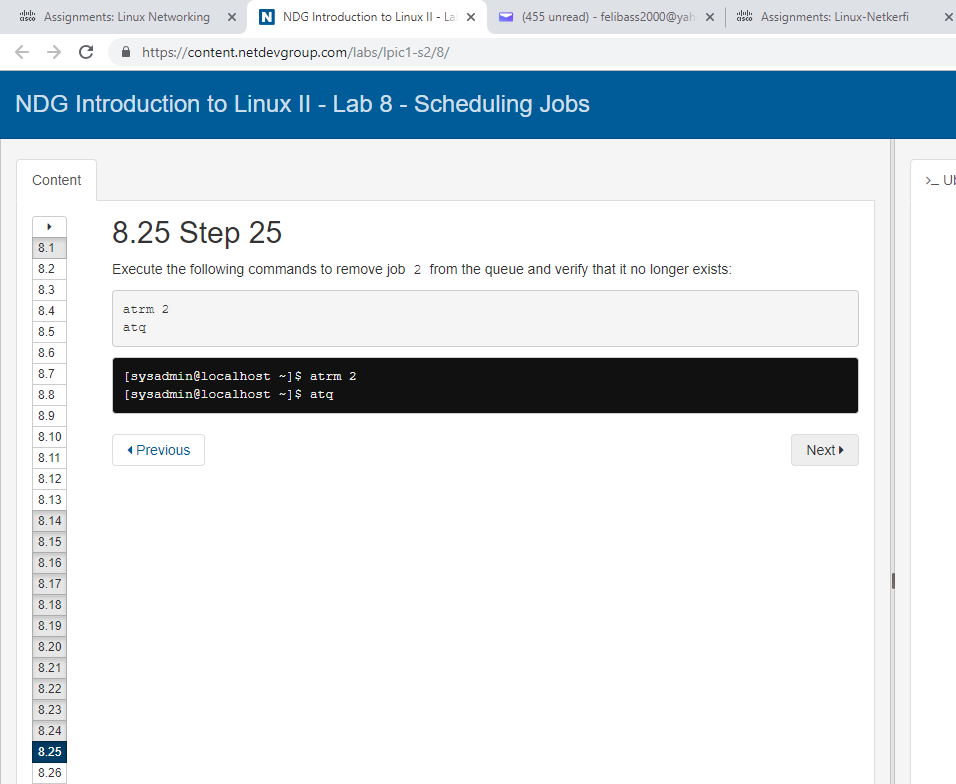 Assignments: Linux Networking
NDG Introduction to Linux II - La
(455 unread) - felibass2000@yah
Assignments: Linux-Netkerfi
https://content.netdevgroup.com/labs/lpic1-s2/8/
NDG Introduction to Linux II - Lab 8 - Scheduling Jobs
Content
>_ Ub
8.1
8.2
8.3
8.4
8.5
8.6
8.7
8.8
8.9
8.10
8.11
8.12
8.13
8.14
8.15
8.16
8.17
8.18
8.19
8.20
8.21
8.22
8.23
8.24
8.25
8.26
8.25 Step 25
Execute the following commands to remove job 2 from the queue and verify that it no longer exists:
atrm 2
atq
[sysadmin@localhost ~]$ atrm 2
[sysadmin@localhost ~]$ atq
Previous
Next